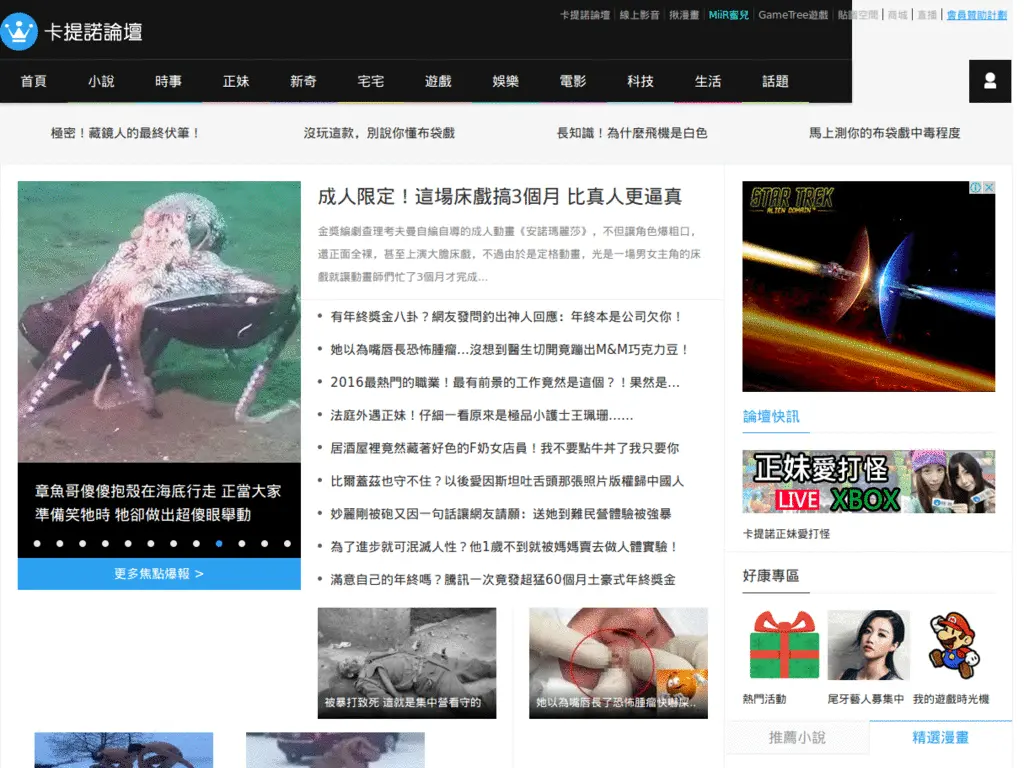 卡提諾論壇 線上影音 揪漫畫 MiiR蜜兒 GameTree遊戲 貼圖空間 商城 直播 會員贊助計劃
卡提諾論壇
首頁 小說 時事 正妹 新奇 宅宅 遊戲 娛樂 電影 科技 生活 話題
極密！藏鏡人的最終伏筆！ 沒玩這款，別說你懂布袋戲 長知識！為什麼飛機是白色 馬上測你的布袋戲中毒程度
章魚哥傻傻抱殼在海底行走 正當大家
準備笑牠時 牠卻做出超傻眼舉動
更多焦點爆報 >
成人限定！這場床戲搞3個月 比真人更逼真
金獎編劇查理考夫曼自編自導的成人動畫《安諾瑪麗莎》，不但讓角色爆粗口，
還正面全裸，甚至上演大膽床戲，不過由於是定格動畫，光是一場男女主角的床
戲就讓動畫師們忙了3個月才完成...
有年終獎金八卦？網友發問釣出神人回應：年終本是公司欠你！
她以為嘴唇長恐怖腫瘤...沒想到醫生切開竟蹦出M&M巧克力豆！
2016最熱門的職業！最有前景的工作竟然是這個？！果然是...
法庭外遇正妹！仔細一看原來是極品小護士王珮珊……
居酒屋裡竟然藏著好色的F奶女店員！我不要點牛丼了我只要你
比爾蓋茲也守不住？以後愛因斯坦吐舌頭那張照片版權歸中國人
妙麗剛被砲又因一句話讓網友請願：送她到難民營體驗被強暴
為了進步就可泯滅人性？他1歲不到就被媽媽賣去做人體實驗！
滿意自己的年終嗎？騰訊一次竟發超猛60個月土豪式年終獎金
被暴打致死 這就是集中營看守的
她以為嘴唇長了恐怖腫瘤快嚇屎..
STAR TREK
ALIEN DOMAIN
論壇快訊
正妹愛打怪
LIVE XBOX
卡提諾正妹愛打怪
好康專區
熱門活動 尾牙藝人募集中 我的遊戲時光機
推薦小說 精選漫畫